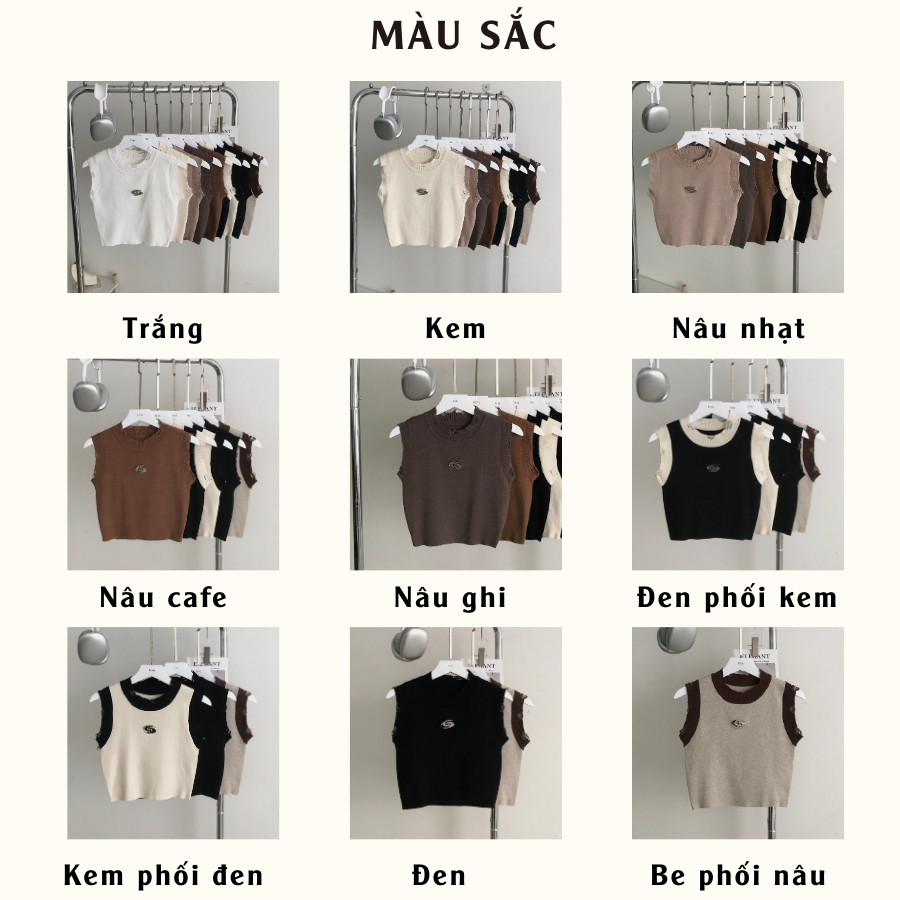 MÀU SẮC
Trắng
Kem
Nâu nhạt
Nâu cafe
Nâu ghi
Đen phối kem
Kem phối đen
Đen
Be phối nâu